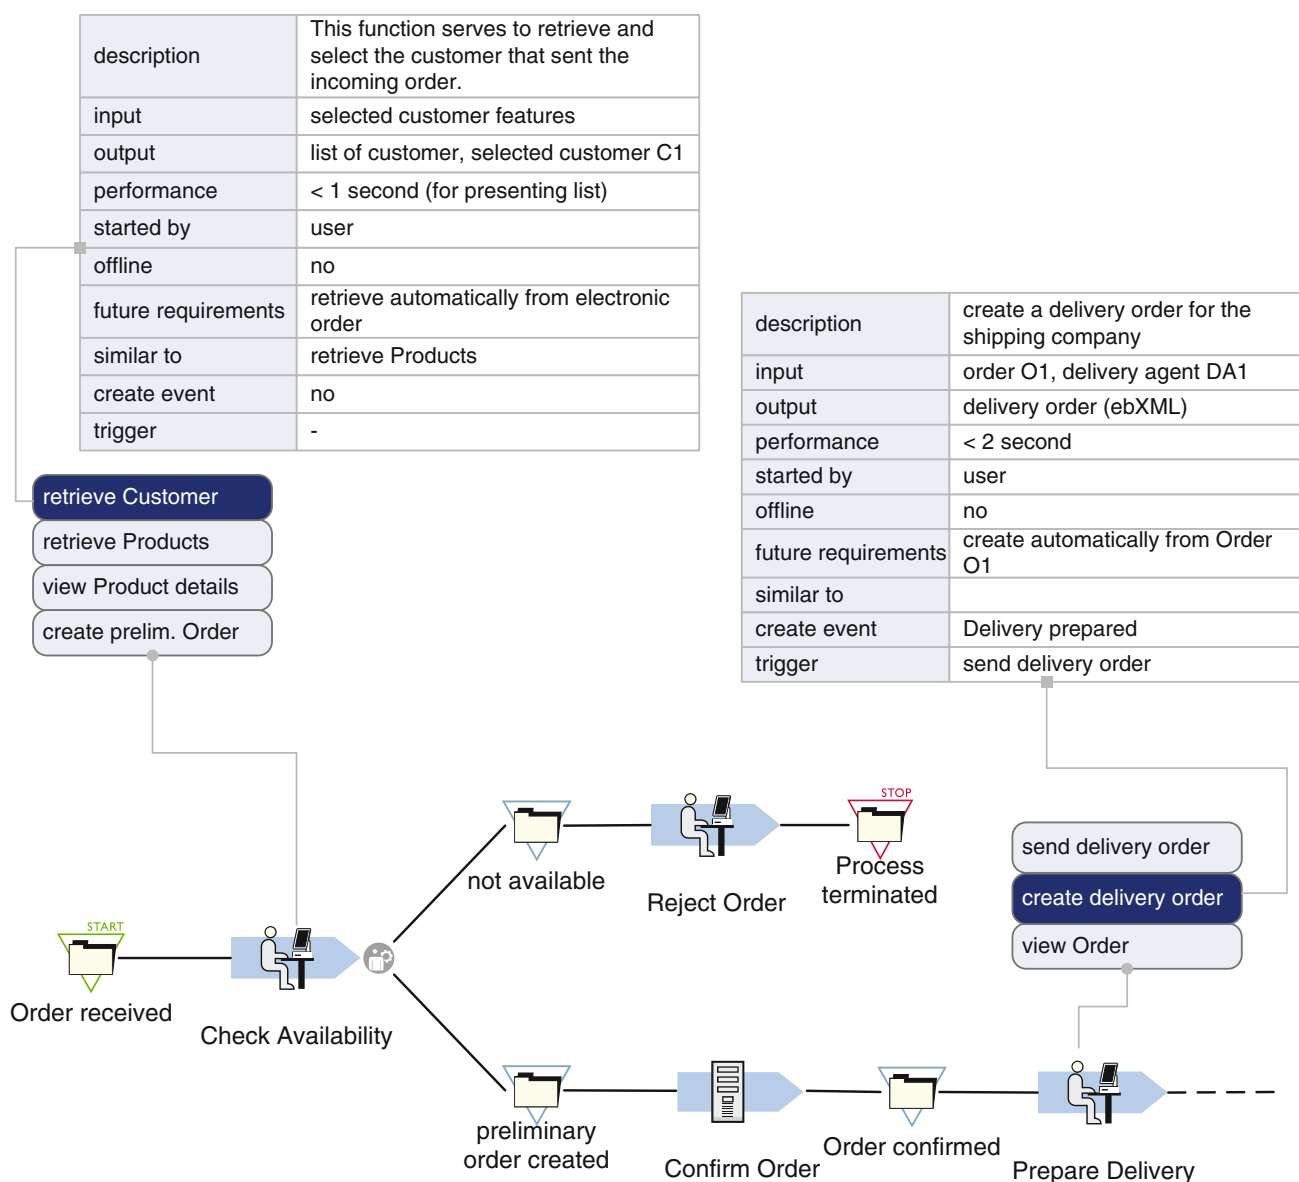 description
This function serves to retrieve and
select the customer that sent the
incoming order.
input
selected customer features
output
list of customer, selected customer C1
performance
< 1 second (for presenting list)
started by
user
offline
no
future requirements
retrieve automatically from electronic
order
similar to
retrieve Products
create event
no
trigger
-
description
create a delivery order for the
shipping company
input
order O1, delivery agent DA1
output
delivery order (ebXML)
performance
< 2 second
started by
user
offline
no
future requirements
create automatically from Order
O1
similar to
create event
Delivery prepared
trigger
send delivery order
retrieve Customer
retrieve Products
view Product details
create prelim. Order
send delivery order
create delivery order
view Order
START
Order received
Check Availability
not available
Reject Order
STOP
Process
terminated
preliminary
order created
Confirm Order
Order confirmed
Prepare Delivery